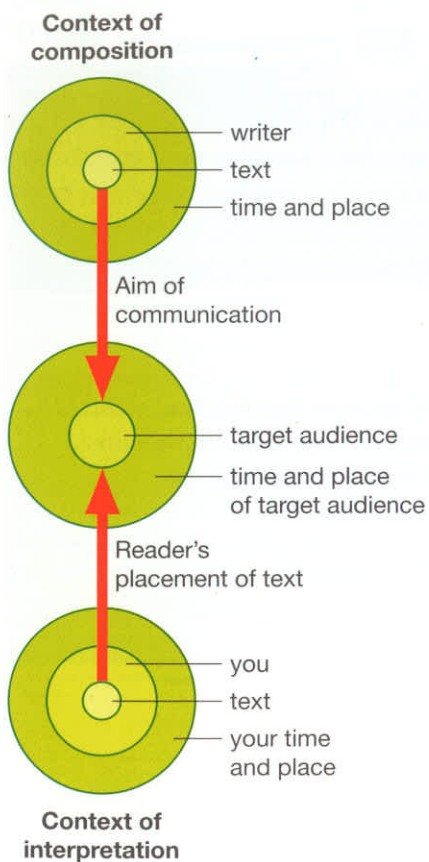 Context of
composition
writer
text
time and place
Aim of
communication
target audience
time and place
of target audience
Reader's
placement of text
you
text
your time
and place
Context of
interpretation